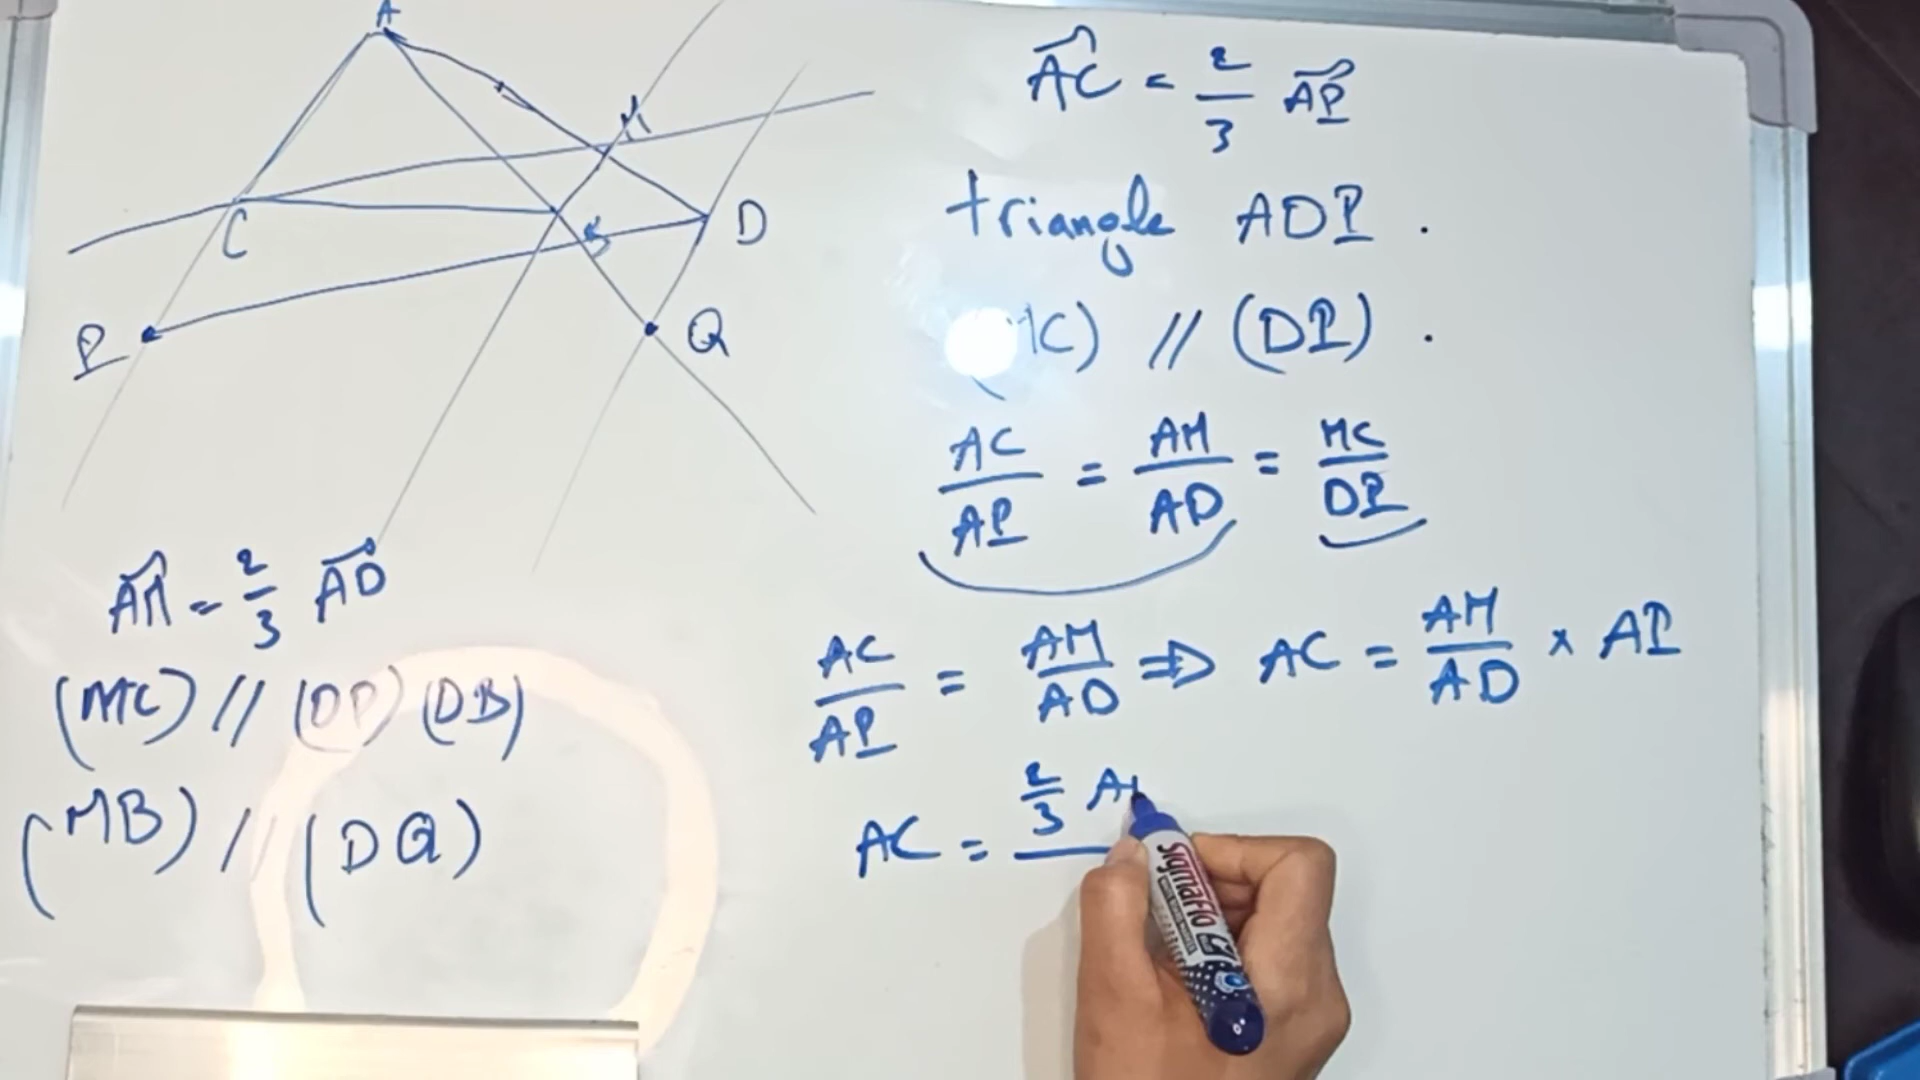 A
M
C
B
D
P
Q
AM = 2/3 AD
(MC) // (DP) (DB)
(MB) // (DQ)
AC = 2/3 AP
triangle ADP .
MC) // (DP) .
AC/AP = AM/AD = MC/DP
AC/AP = AM/AD ⇒ AC = AM/AD × AP
AC = 2/3 A
SigmaFlo